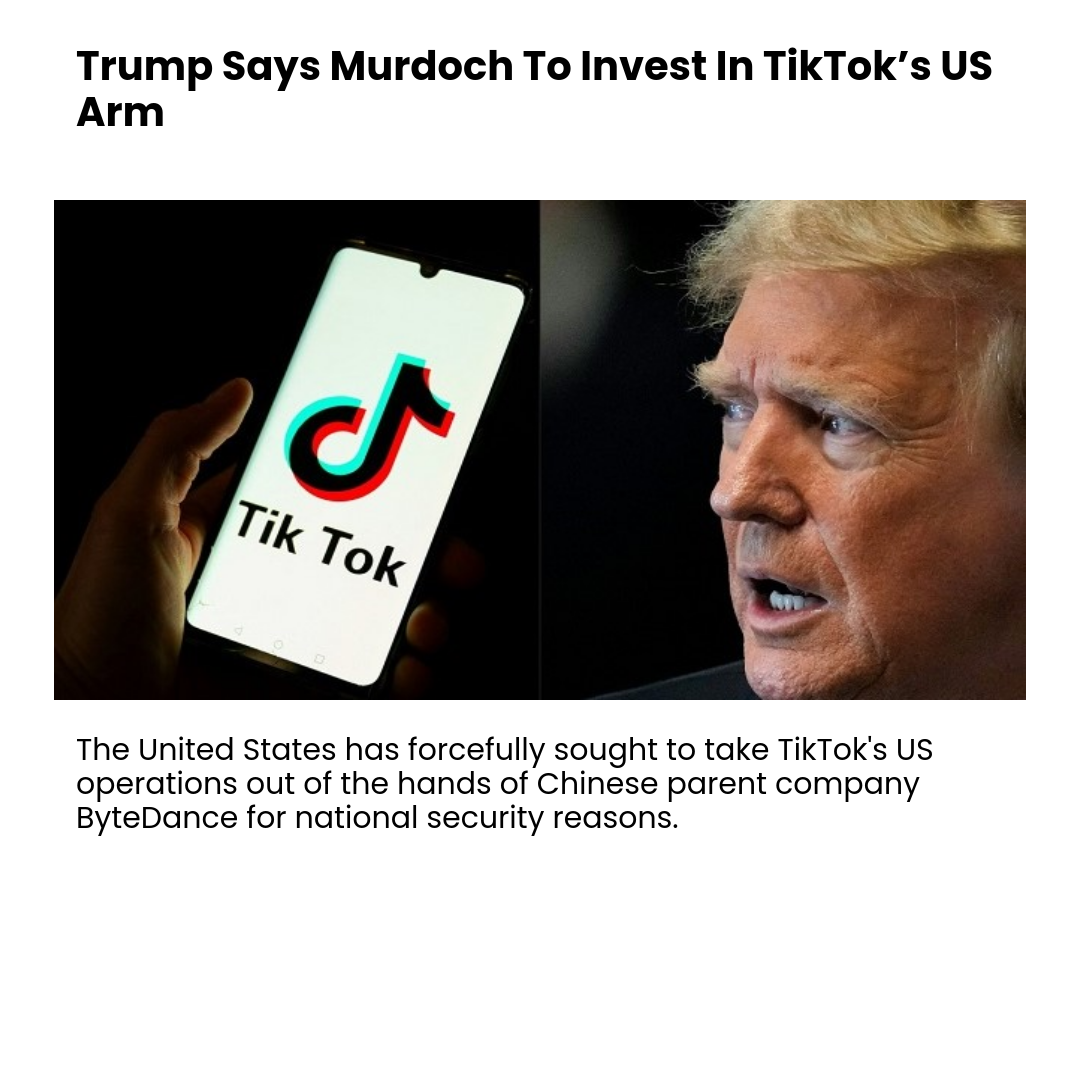 Trump Says Murdoch To Invest In TikTok’s US
Arm
Tik Tok
The United States has forcefully sought to take TikTok's US
operations out of the hands of Chinese parent company
ByteDance for national security reasons.